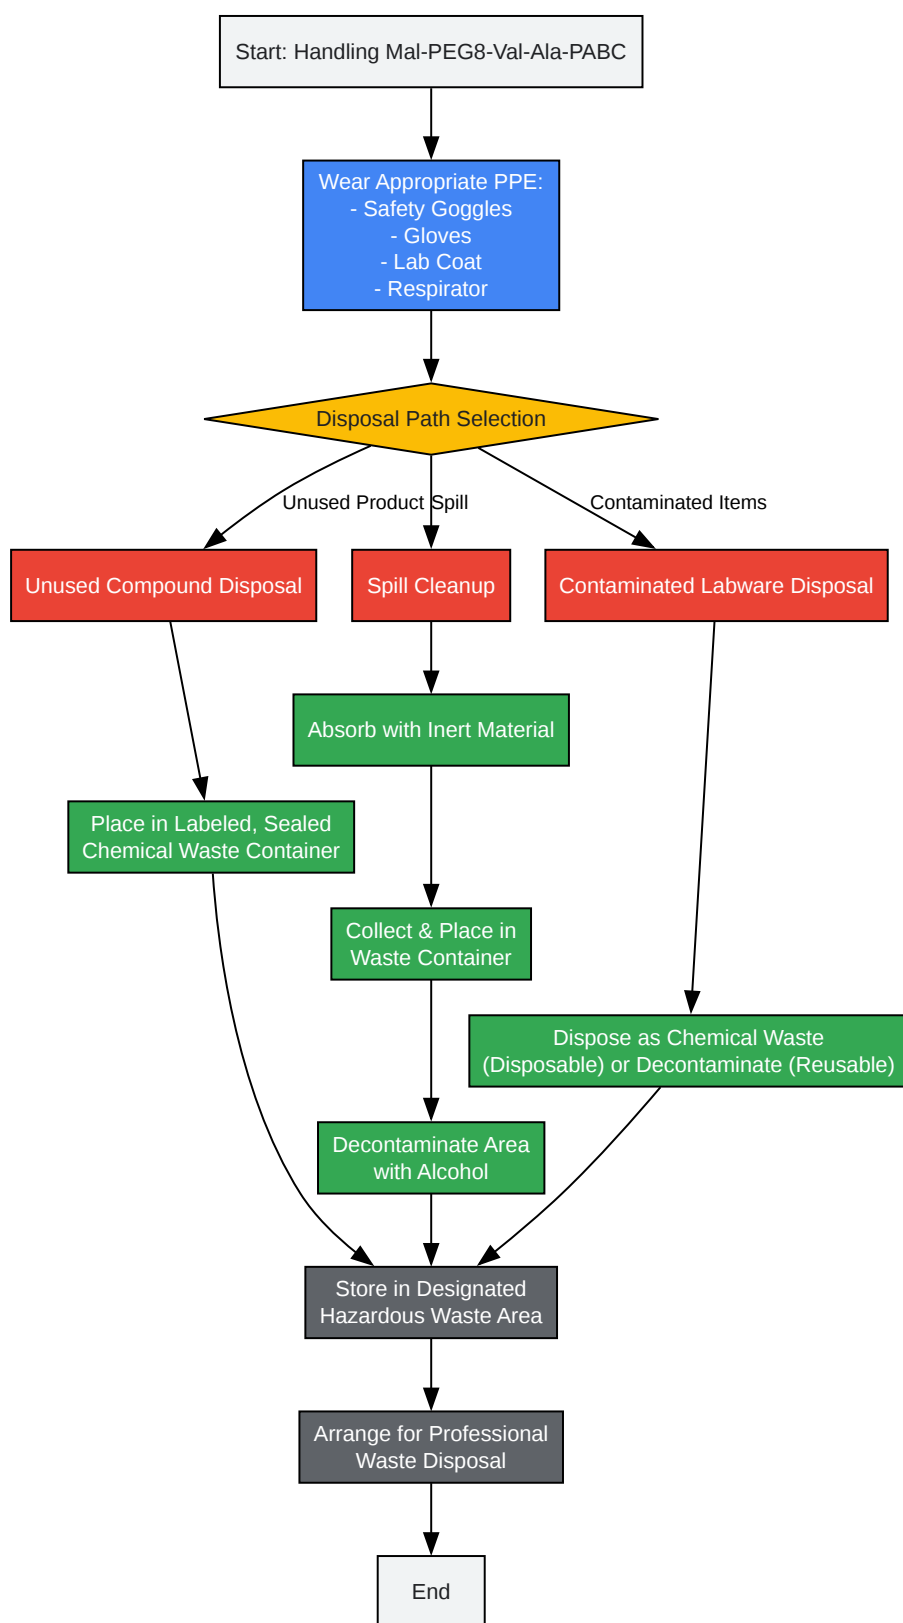 Start: Handling Mal-PEG8-Val-Ala-PABC
Wear Appropriate PPE:
- Safety Goggles
- Gloves
- Lab Coat
- Respirator
Disposal Path Selection
Unused Product
Spill
Contaminated Items
Unused Compound Disposal
Spill Cleanup
Contaminated Labware Disposal
Absorb with Inert Material
Place in Labeled, Sealed
Chemical Waste Container
Collect & Place in
Waste Container
Dispose as Chemical Waste
(Disposable) or Decontaminate (Reusable)
Decontaminate Area
with Alcohol
Store in Designated
Hazardous Waste Area
Arrange for Professional
Waste Disposal
End